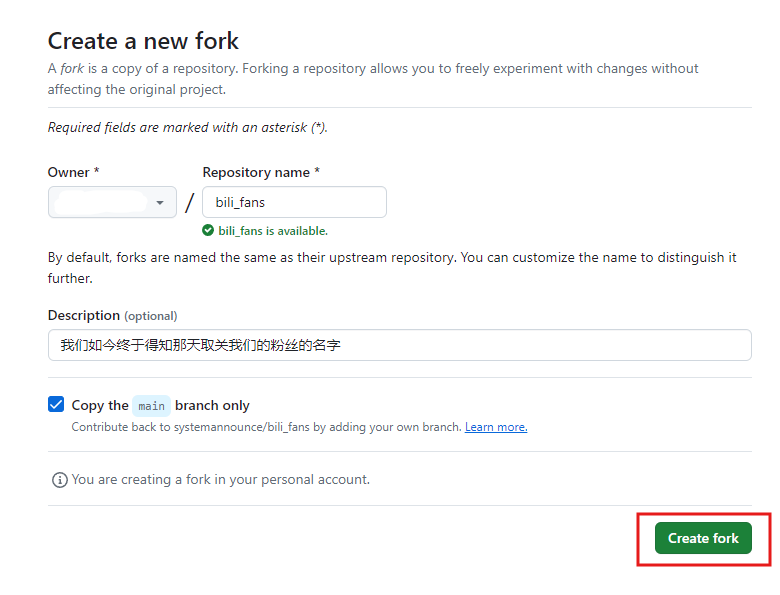 Create a new fork
A fork is a copy of a repository. Forking a repository allows you to freely experiment with changes without
affecting the original project.
Required fields are marked with an asterisk (*).
Owner * Repository name *
/ bili_fans
bili_fans is available.
By default, forks are named the same as their upstream repository. You can customize the name to distinguish it
further.
Description (optional)
我们如今终于得知那天取关我们的粉丝的名字
Copy the main branch only
Contribute back to systemannounce/bili_fans by adding your own branch. Learn more.
You are creating a fork in your personal account.
Create fork